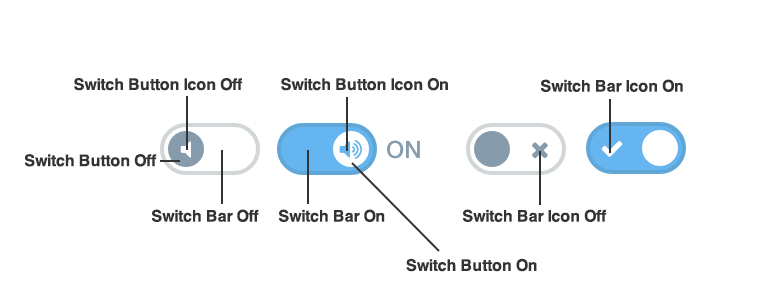 Switch Button Icon Off
Switch Button Icon On
Switch Bar Icon On
Switch Button Off
ON
Switch Bar Off
Switch Bar On
Switch Bar Icon Off
Switch Button On